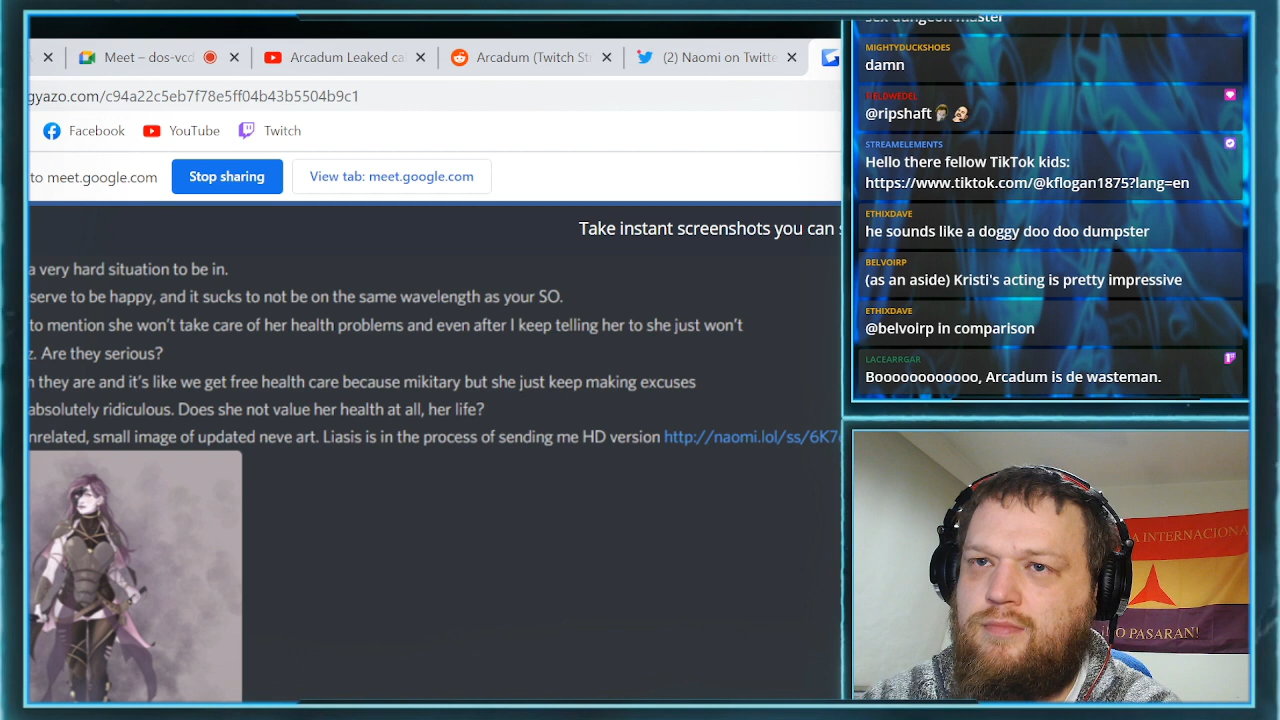 Meet – dos-vcd
Arcadum Leaked ca
Arcadum (Twitch St
(2) Naomi on Twitte
gyazo.com/c94a22c5eb7f78e5ff04b43b5504b9c1
Facebook
YouTube
Twitch
to meet.google.com
Stop sharing
View tab: meet.google.com
Take instant screenshots you can s
a very hard situation to be in.
serve to be happy, and it sucks to not be on the same wavelength as your SO.
to mention she won't take care of her health problems and even after I keep telling her to she just won't
z. Are they serious?
h they are and it's like we get free health care because mikitary but she just keep making excuses
absolutely ridiculous. Does she not value her health at all, her life?
nrelated, small image of updated neve art. Liasis is in the process of sending me HD version http://naomi.lol/ss/6K7
sex dungeon master
MIGHTYDUCKSHOES
damn
@ripshaft
STREAMELEMENTS
Hello there fellow TikTok kids:
https://www.tiktok.com/@kflogan1875?lang=en
ETHIXDAVE
he sounds like a doggy doo doo dumpster
BELVOIRP
(as an aside) Kristi's acting is pretty impressive
ETHIXDAVE
@belvoirp in comparison
LACEARRGAR
Booooooooooo, Arcadum is de wasteman.
A INTERNACIONA
O PASARAN!